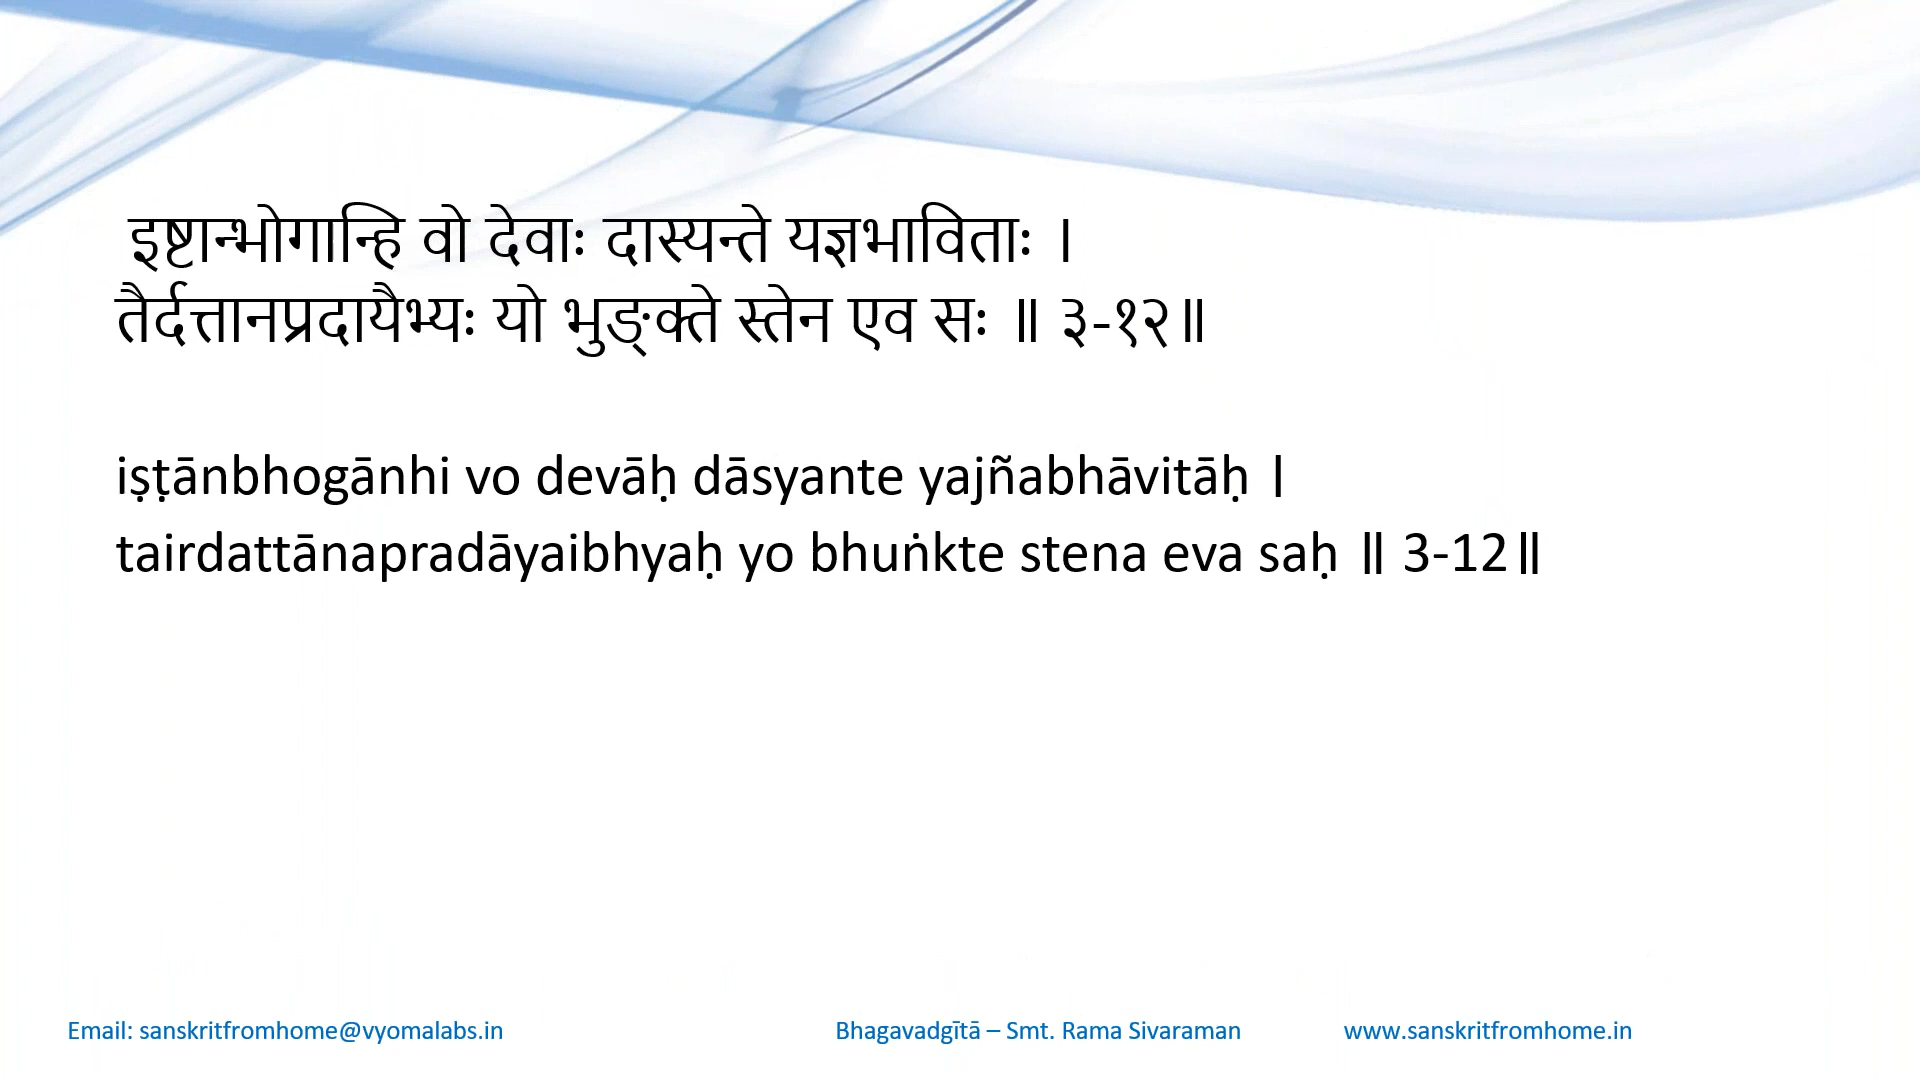 इष्टान्भोगान्हि वो देवाः दास्यन्ते यज्ञभाविताः ।
तैर्दत्तानप्रदायैभ्यः यो भुङ्क्ते स्तेन एव सः ॥ ३-१२॥
iṣṭānbhogānhi vo devāḥ dāsyante yajñabhāvitāḥ ।
tairdattānapradāyaibhyaḥ yo bhuṅkte stena eva saḥ ॥ 3-12॥
Email: sanskritfromhome@vyomalabs.in Bhagavadgītā – Smt. Rama Sivaraman www.sanskritfromhome.in